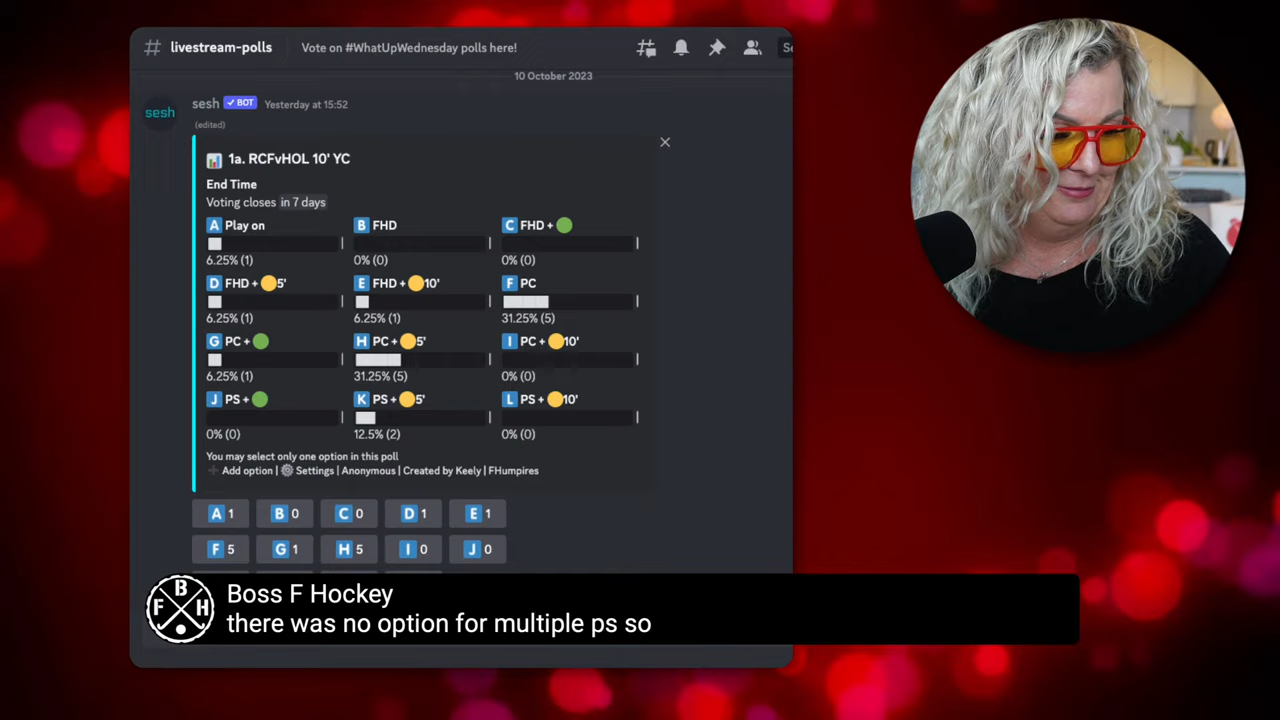 # livestream-polls Vote on #WhatUpWednesday polls here! Se
10 October 2023
sesh
sesh ✓ BOT Yesterday at 15:52
(edited)
📊 1a. RCFvHOL 10' YC
End Time
Voting closes in 7 days
A Play on B FHD C FHD + 🟢
6.25% (1) 0% (0) 0% (0)
D FHD + 🟡5' E FHD + 🟡10' F PC
6.25% (1) 6.25% (1) 31.25% (5)
G PC + 🟢 H PC + 🟡5' I PC + 🟡10'
6.25% (1) 31.25% (5) 0% (0)
J PS + 🟢 K PS + 🟡5' L PS + 🟡10'
0% (0) 12.5% (2) 0% (0)
You may select only one option in this poll
➕ Add option | ⚙️ Settings | Anonymous | Created by Keely | FHumpires
A 1 B 0 C 0 D 1 E 1
F 5 G 1 H 5 I 0 J 0
B
F H
Boss F Hockey
there was no option for multiple ps so